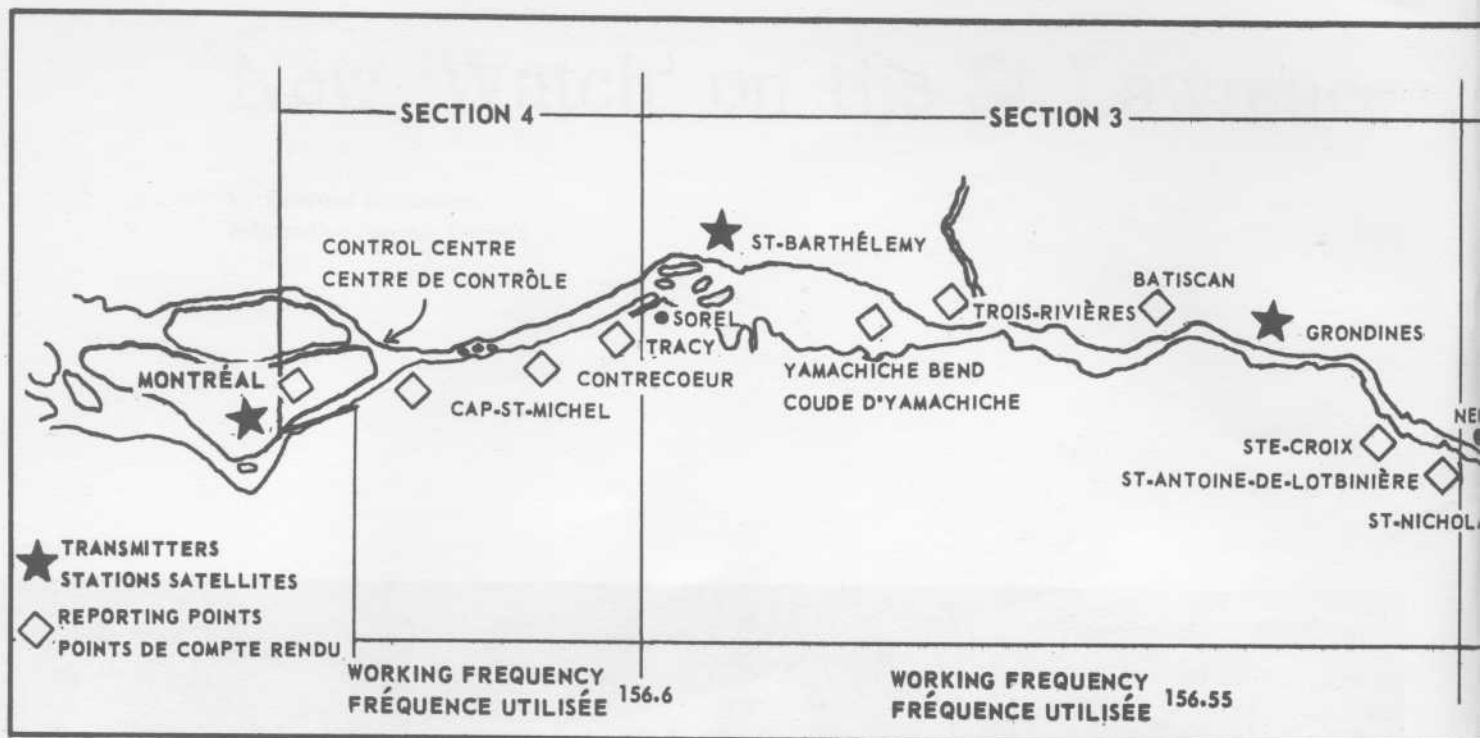 SECTION 4
SECTION 3
CONTROL CENTRE
CENTRE DE CONTRÔLE
ST-BARTHÉLEMY
BATISCAN
TROIS-RIVIÈRES
GRONDINES
SOREL
TRACY
MONTRÉAL
CONTRECOEUR
YAMACHICHE BEND
COUDE D'YAMACHICHE
CAP-ST-MICHEL
STE-CROIX
ST-ANTOINE-DE-LOTBINIÈRE
TRANSMITTERS
STATIONS SATELLITES
REPORTING POINTS
POINTS DE COMPTE RENDU
WORKING FREQUENCY
FRÉQUENCE UTILISÉE 156.6
WORKING FREQUENCY
FRÉQUENCE UTILISÉE 156.55